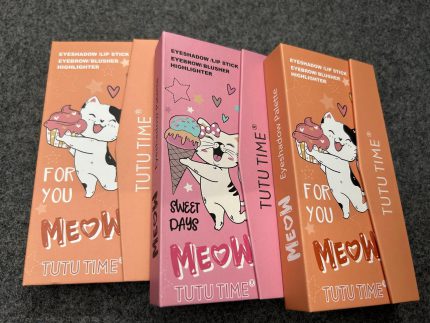 EYESHADOW /LIP STICK
EYEBROW/BLUSHER
HIGHLIGHTER
FOR
YOU
MEOW
TUTU TIME®
TUTU TIME®
EYESHADOW /LIP STICK
EYEBROW/BLUSHER
HIGHLIGHTER
SWEET
DAYS
MEOW
TUTU TIME®
TUTU TIME®
MEOW Eyeshadow Palette
EYESHADOW /LIP STICK
EYEBROW/BLUSHER
HIGHLIGHTER
FOR
YOU
MEOW
TUTU TIME®
TUTU TIME®